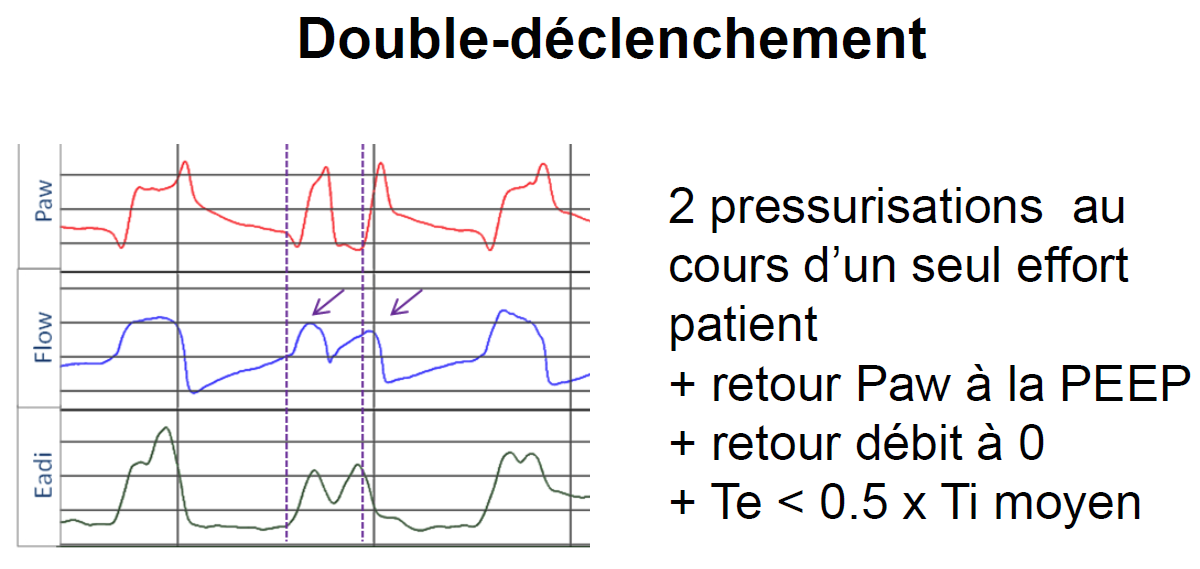 Double-déclenchement
Paw
Flow
Eadi
2 pressurisations au
cours d’un seul effort
patient
+ retour Paw à la PEEP
+ retour débit à 0
+ Te < 0.5 x Ti moyen